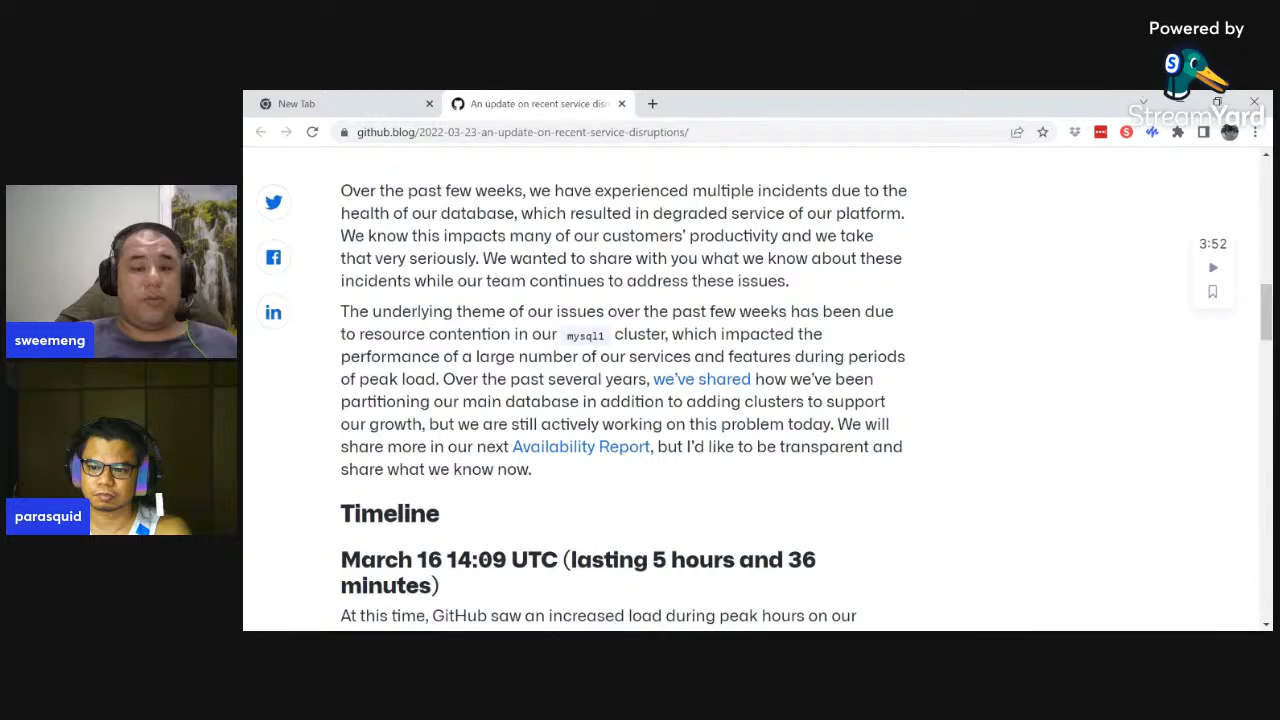 Powered by
S
StreamYard
New Tab
An update on recent service disr
github.blog/2022-03-23-an-update-on-recent-service-disruptions/
S
Over the past few weeks, we have experienced multiple incidents due to the
health of our database, which resulted in degraded service of our platform.
We know this impacts many of our customers' productivity and we take
that very seriously. We wanted to share with you what we know about these
incidents while our team continues to address these issues.
3:52
The underlying theme of our issues over the past few weeks has been due
to resource contention in our mysql1 cluster, which impacted the
performance of a large number of our services and features during periods
of peak load. Over the past several years, we've shared how we've been
partitioning our main database in addition to adding clusters to support
our growth, but we are still actively working on this problem today. We will
share more in our next Availability Report, but I'd like to be transparent and
share what we know now.
Timeline
March 16 14:09 UTC (lasting 5 hours and 36
minutes)
At this time, GitHub saw an increased load during peak hours on our
sweemeng
parasquid